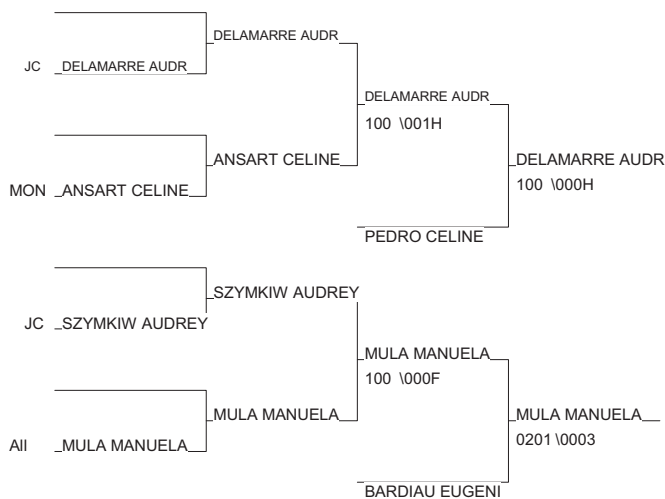 DELAMARRE AUDR
JC DELAMARRE AUDR
DELAMARRE AUDR
100 \001H
ANSART CELINE
DELAMARRE AUDR
MON ANSART CELINE
100 \000H
PEDRO CELINE
SZYMKIW AUDREY
JC SZYMKIW AUDREY
MULA MANUELA
100 \000F
MULA MANUELA
MULA MANUELA
All MULA MANUELA
0201 \0003
BARDIAU EUGENI